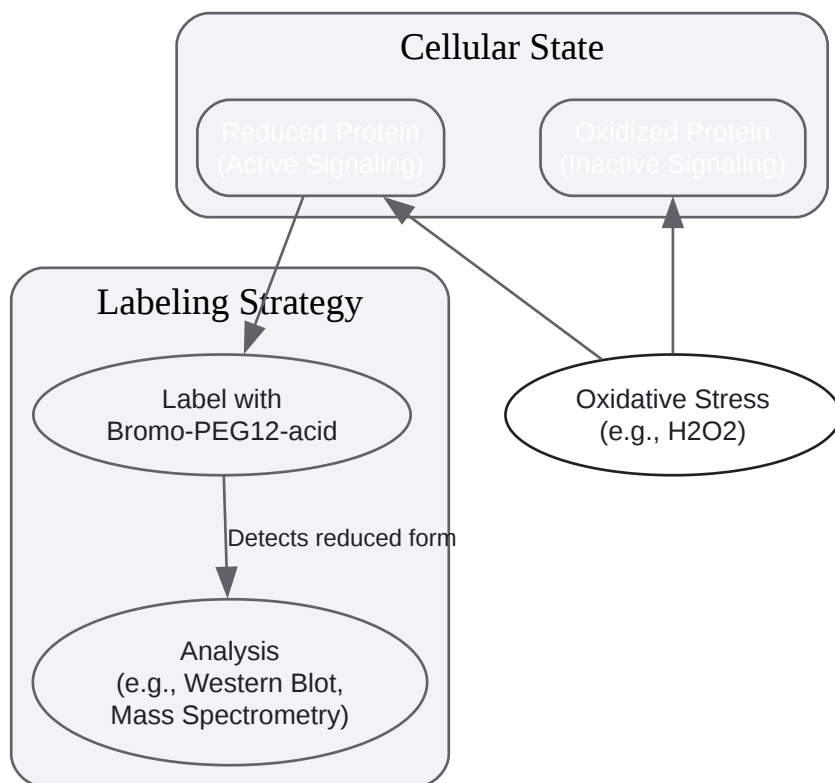 Cellular State
Reduced Protein
(Active Signaling)
Oxidized Protein
(Inactive Signaling)
Labeling Strategy
Label with
Bromo-PEG12-acid
Oxidative Stress
(e.g., H2O2)
Detects reduced form
Analysis
(e.g., Western Blot,
Mass Spectrometry)